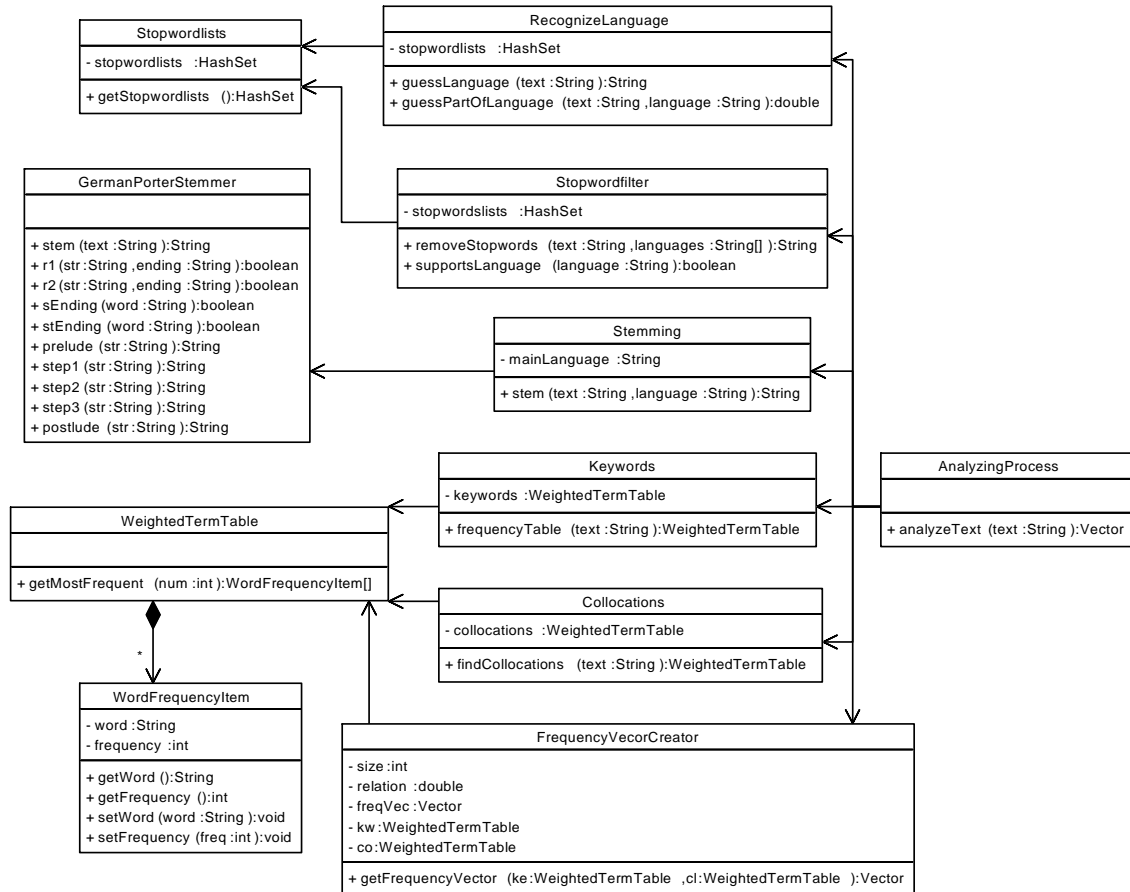 Stopwordlists
- stopwordlists :HashSet
+ getStopwordlists ():HashSet
RecognizeLanguage
- stopwordlists :HashSet
+ guessLanguage (text :String ):String
+ guessPartOfLanguage (text :String ,language :String ):double
GermanPorterStemmer
+ stem (text :String ):String
+ r1 (str :String ,ending :String ):boolean
+ r2 (str :String ,ending :String ):boolean
+ sEnding (word :String ):boolean
+ stEnding (word :String ):boolean
+ prelude (str :String ):String
+ step1 (str :String ):String
+ step2 (str :String ):String
+ step3 (str :String ):String
+ postlude (str :String ):String
Stopwordfilter
- stopwordslists :HashSet
+ removeStopwords (text :String ,languages :String[] ):String
+ supportsLanguage (language :String ):boolean
Stemming
- mainLanguage :String
+ stem (text :String ,language :String ):String
Keywords
- keywords :WeightedTermTable
+ frequencyTable (text :String ):WeightedTermTable
AnalyzingProcess
+ analyzeText (text :String ):Vector
WeightedTermTable
+ getMostFrequent (num :int ):WordFrequencyItem[]
Collocations
- collocations :WeightedTermTable
+ findCollocations (text :String ):WeightedTermTable
*
WordFrequencyItem
- word :String
- frequency :int
+ getWord ():String
+ getFrequency ():int
+ setWord (word :String ):void
+ setFrequency (freq :int ):void
FrequencyVecorCreator
- size :int
- relation :double
- freqVec :Vector
- kw :WeightedTermTable
- co :WeightedTermTable
+ getFrequencyVector (ke :WeightedTermTable ,cl :WeightedTermTable ):Vector